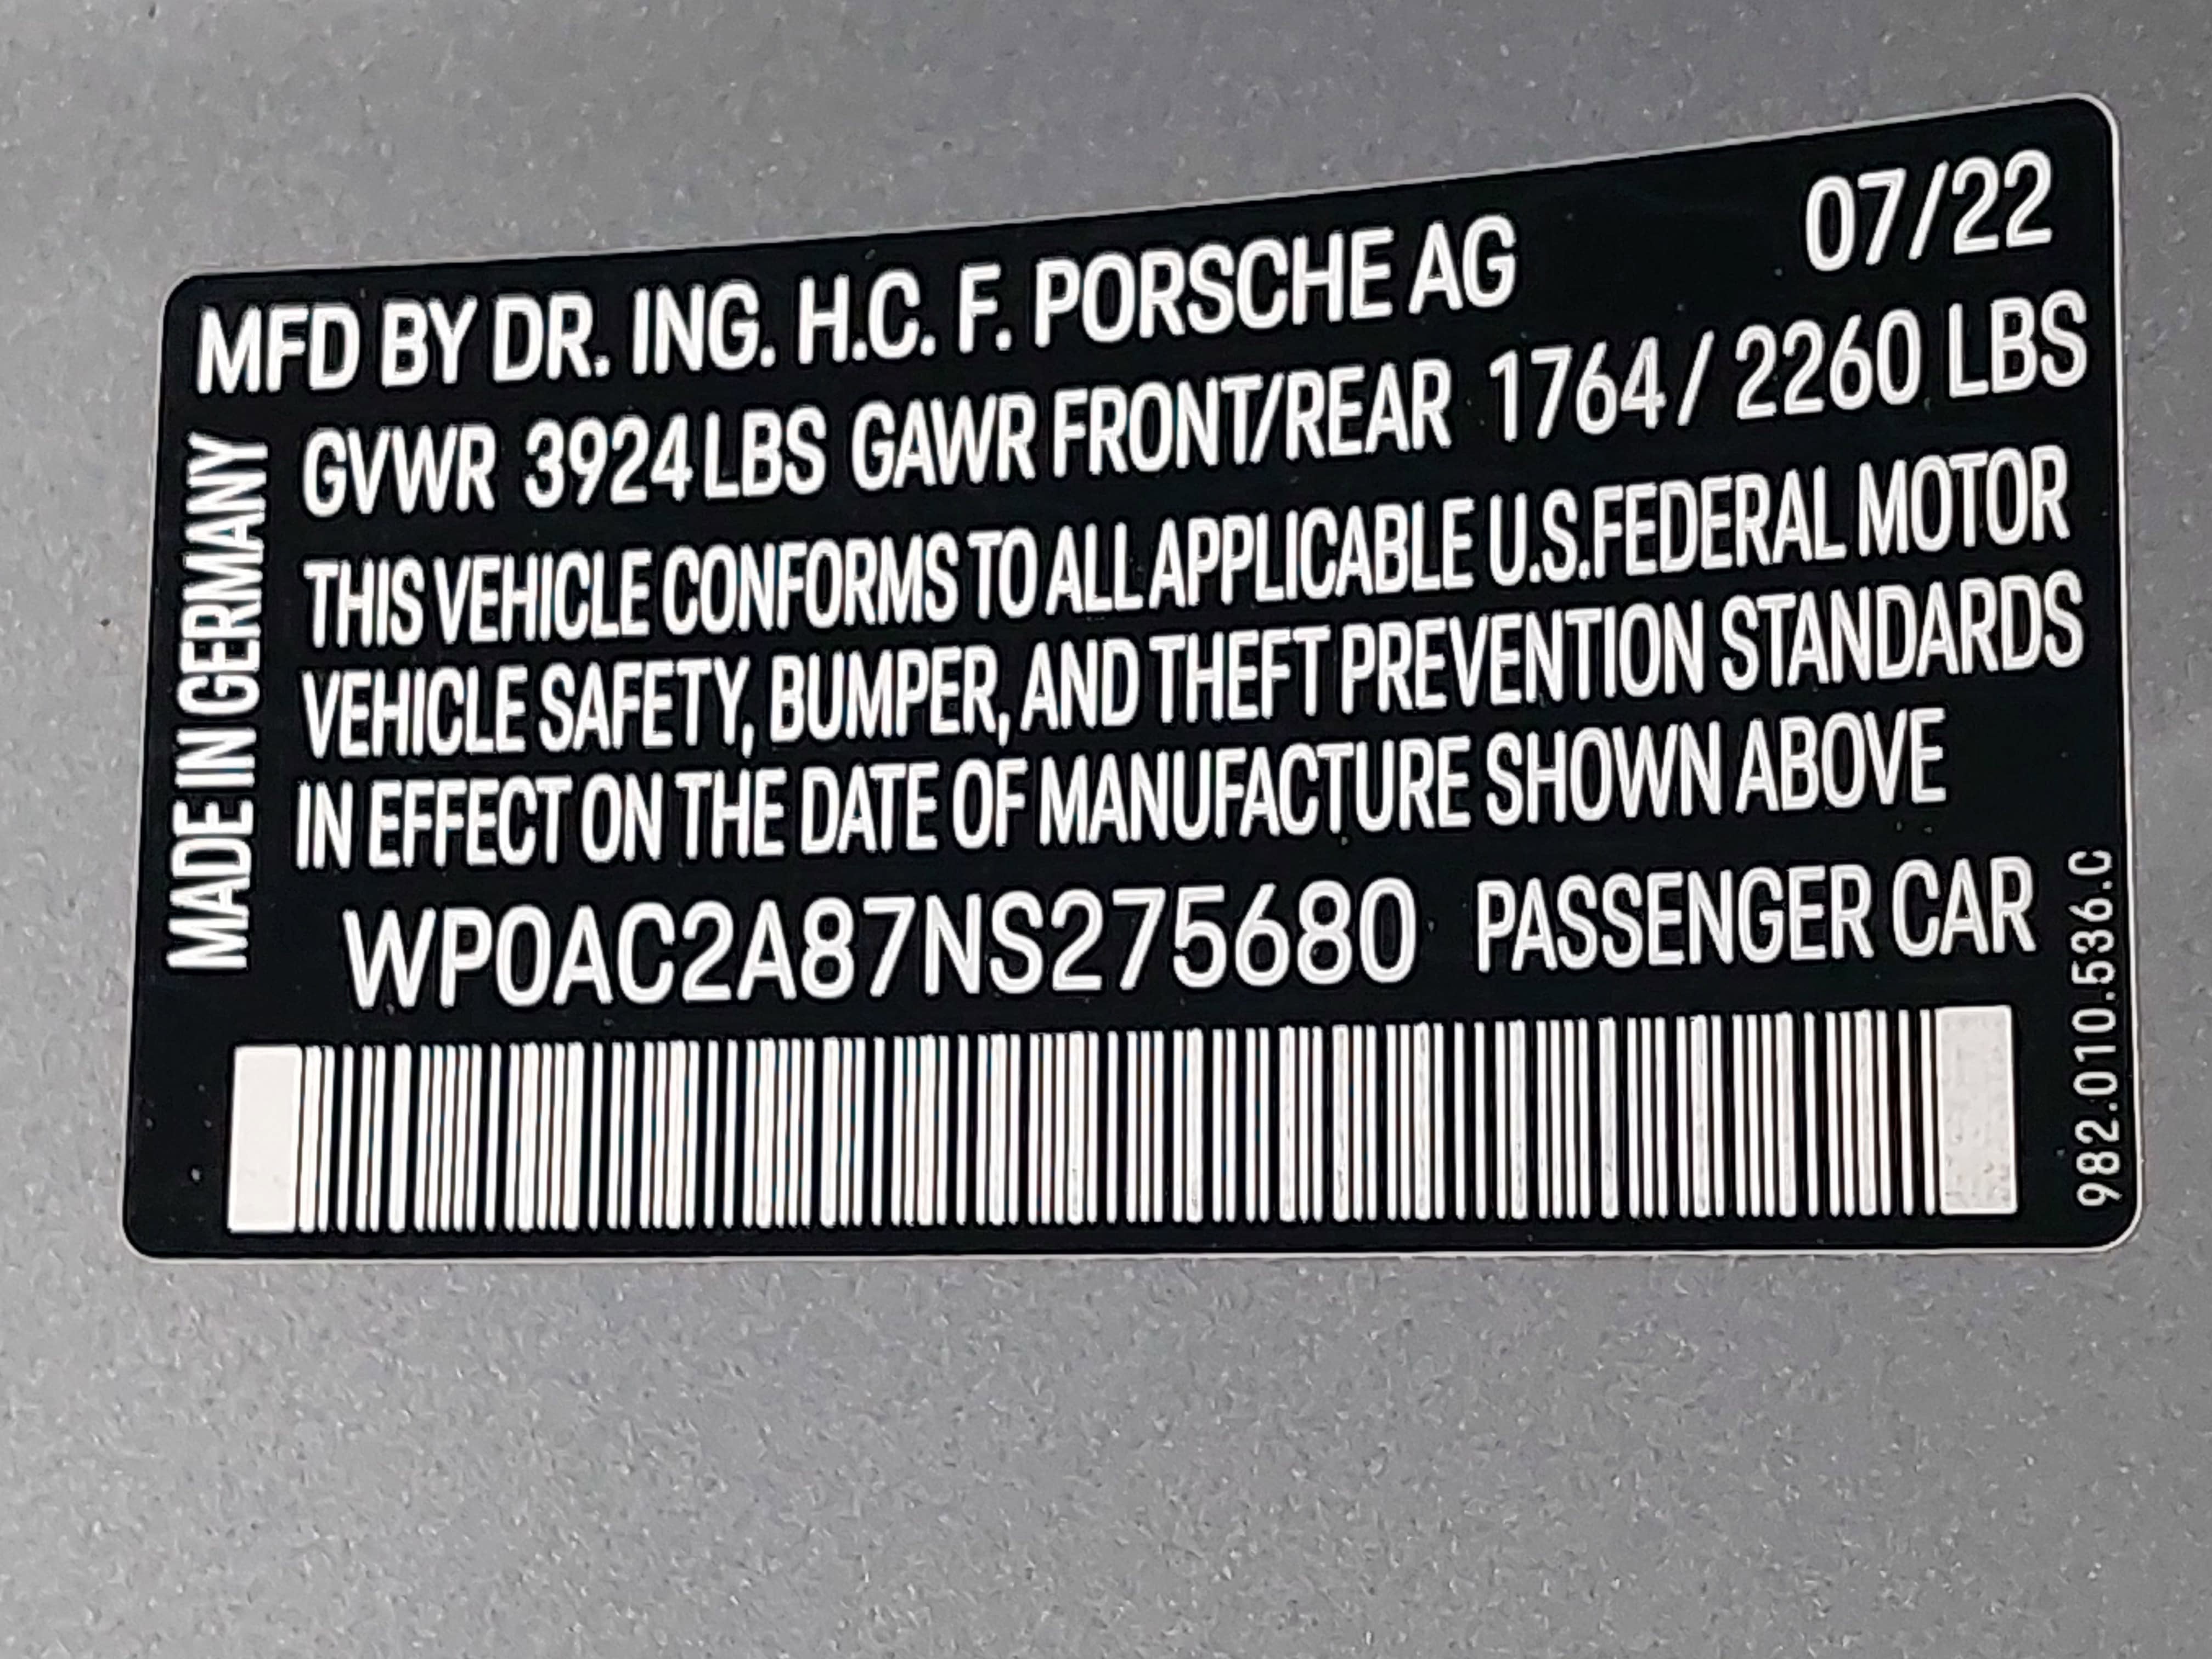 MFD BY DR. ING. H.C. F. PORSCHE AG 07/22
GVWR 3924 LBS GAWR FRONT/REAR 1764 / 2260 LBS
THIS VEHICLE CONFORMS TO ALL APPLICABLE U.S.FEDERAL MOTOR
VEHICLE SAFETY, BUMPER, AND THEFT PREVENTION STANDARDS
IN EFFECT ON THE DATE OF MANUFACTURE SHOWN ABOVE
WP0AC2A87NS275680 PASSENGER CAR
MADE IN GERMANY
982.010.536.C